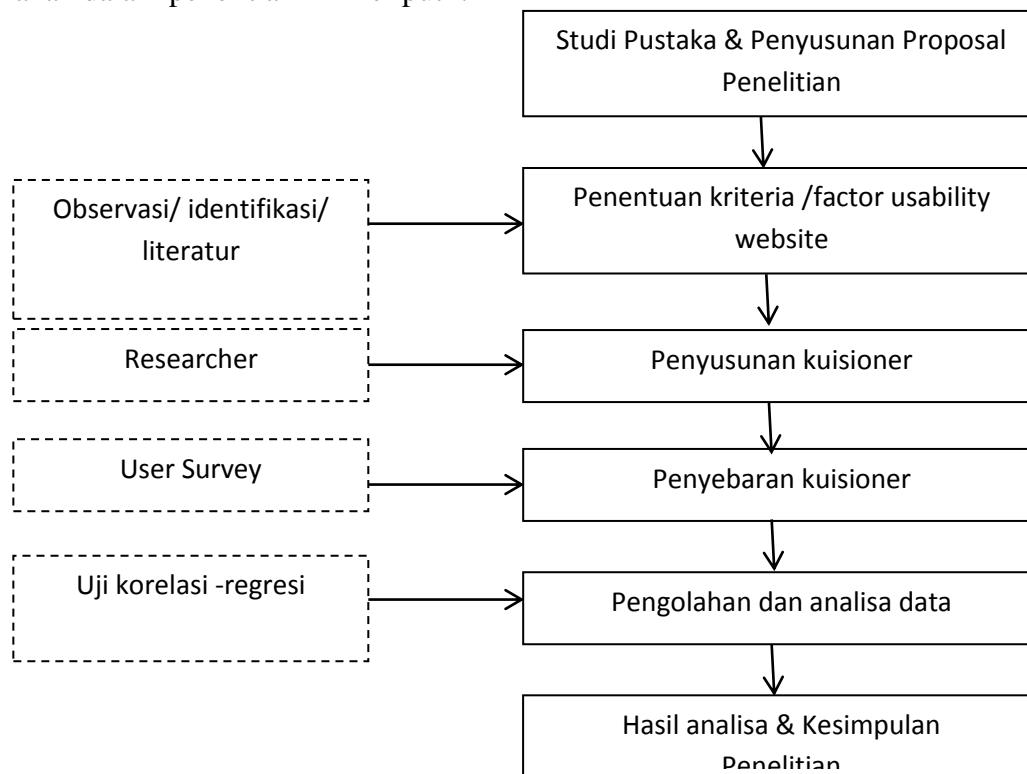 Studi Pustaka & Penyusunan Proposal
Penelitian
Observasi/ identifikasi/
literatur
Penentuan kriteria /factor usability
website
Researcher
Penyusunan kuisioner
User Survey
Penyebaran kuisioner
Uji korelasi -regresi
Pengolahan dan analisa data
Hasil analisa & Kesimpulan
Penelitian